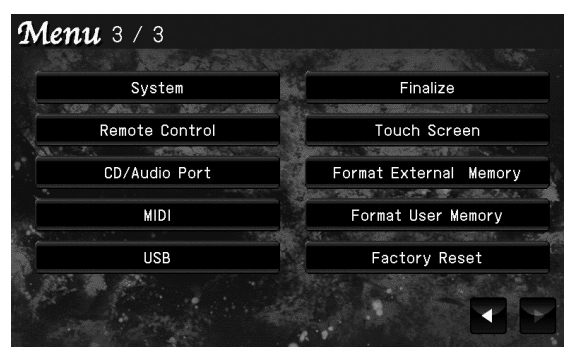 Menu 3 / 3
System
Remote Control
CD/Audio Port
MIDI
USB
Finalize
Touch Screen
Format External Memory
Format User Memory
Factory Reset